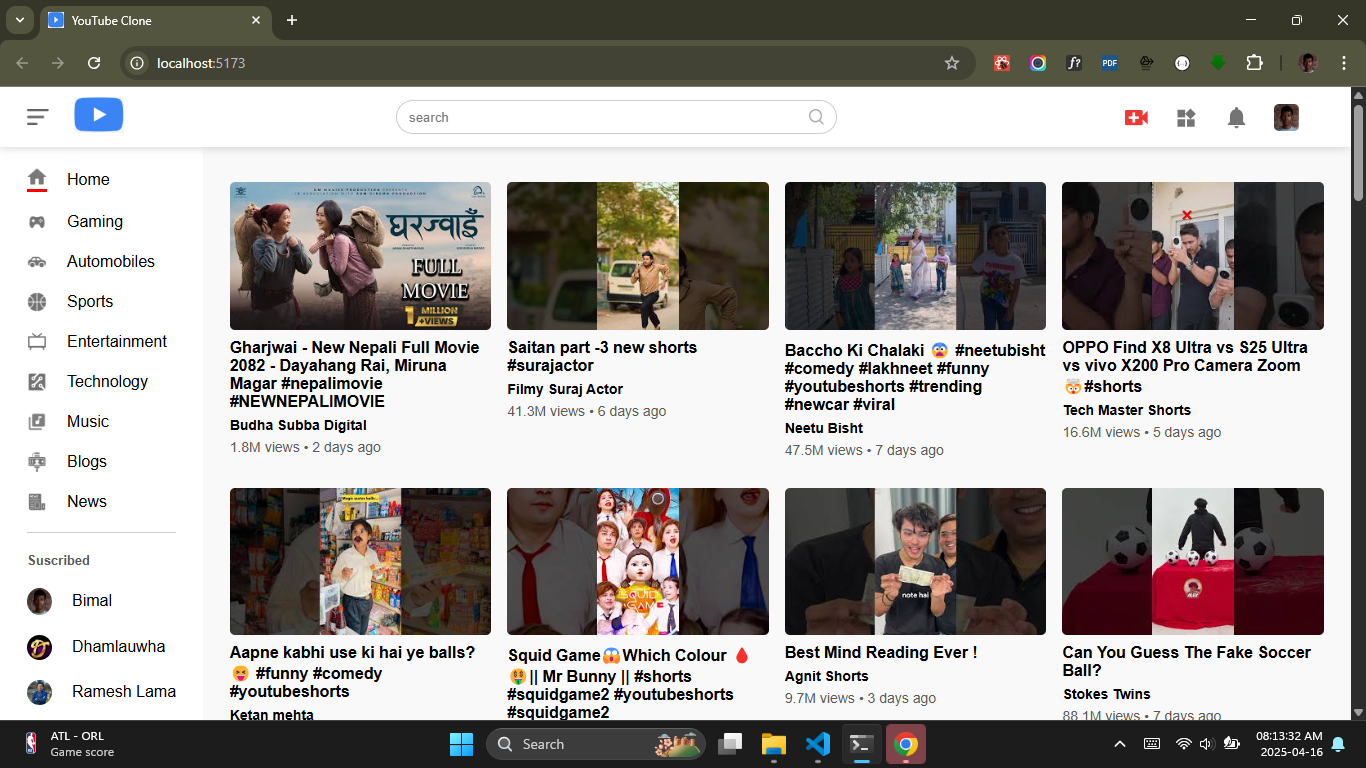 YouTube Clone
localhost:5173
PDF
search
Home
Gaming
Automobiles
Sports
Entertainment
Technology
Music
Blogs
News
Suscribed
Bimal
Dhamlauwha
Ramesh Lama
घरज्वाइँ
FULL
MOVIE
1 MILLION
+VIEWS
Gharjwai - New Nepali Full Movie
2082 - Dayahang Rai, Miruna
Magar #nepalimovie
#NEWNEPALIMOVIE
Budha Subba Digital
1.8M views • 2 days ago
Saitan part -3 new shorts
#surajactor
Filmy Suraj Actor
41.3M views • 6 days ago
Baccho Ki Chalaki 😨 #neetubisht
#comedy #lakhneet #funny
#youtubeshorts #trending
#newcar #viral
Neetu Bisht
47.5M views • 7 days ago
OPPO Find X8 Ultra vs S25 Ultra
vs vivo X200 Pro Camera Zoom
🤯#shorts
Tech Master Shorts
16.6M views • 5 days ago
Aapne kabhi use ki hai ye balls?
😝 #funny #comedy
#youtubeshorts
Ketan mehta
SQUID
GAME
Squid Game😱Which Colour 🩸
🤑|| Mr Bunny || #shorts
#squidgame2 #youtubeshorts
#squidgame2
note hai
Best Mind Reading Ever !
Agnit Shorts
9.7M views • 3 days ago
Can You Guess The Fake Soccer
Ball?
Stokes Twins
88.1M views • 7 days ago
ATL - ORL
Game score
Search
08:13:32 AM
2025-04-16